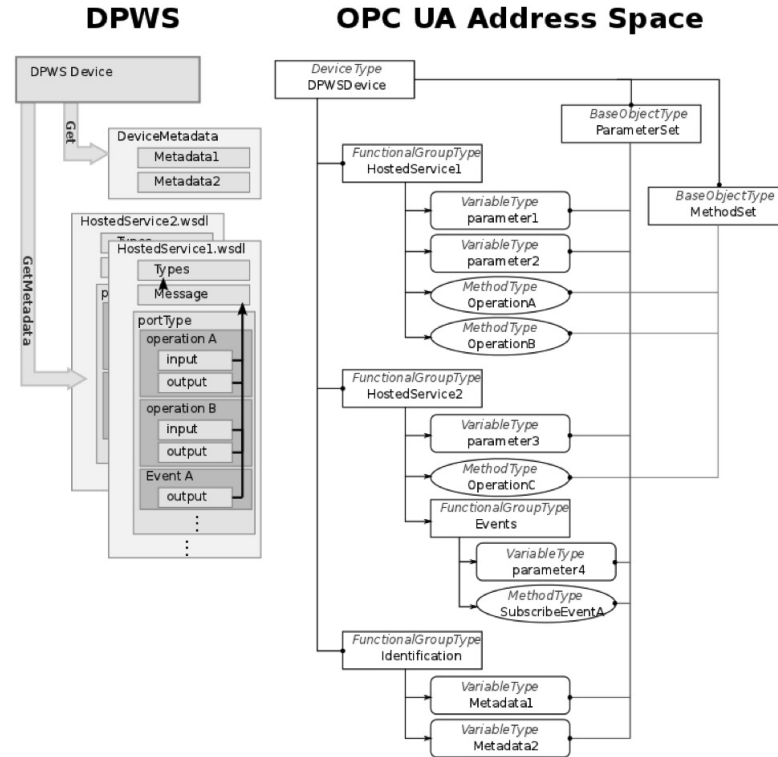 DPWS
DPWS Device
Get
DeviceMetadata
Metadata1
Metadata2
GetMetadata
HostedService2.wsdl
HostedService1.wsdl
Types
Message
portType
operation A
input
output
operation B
input
output
Event A
output
OPC UA Address Space
DeviceType
DPWSDevice
BaseObjectType
ParameterSet
BaseObjectType
MethodSet
FunctionalGroupType
HostedService1
VariableType
parameter1
VariableType
parameter2
MethodType
OperationA
MethodType
OperationB
FunctionalGroupType
HostedService2
VariableType
parameter3
MethodType
OperationC
FunctionalGroupType
Events
VariableType
parameter4
MethodType
SubscribeEventA
FunctionalGroupType
Identification
VariableType
Metadata1
VariableType
Metadata2